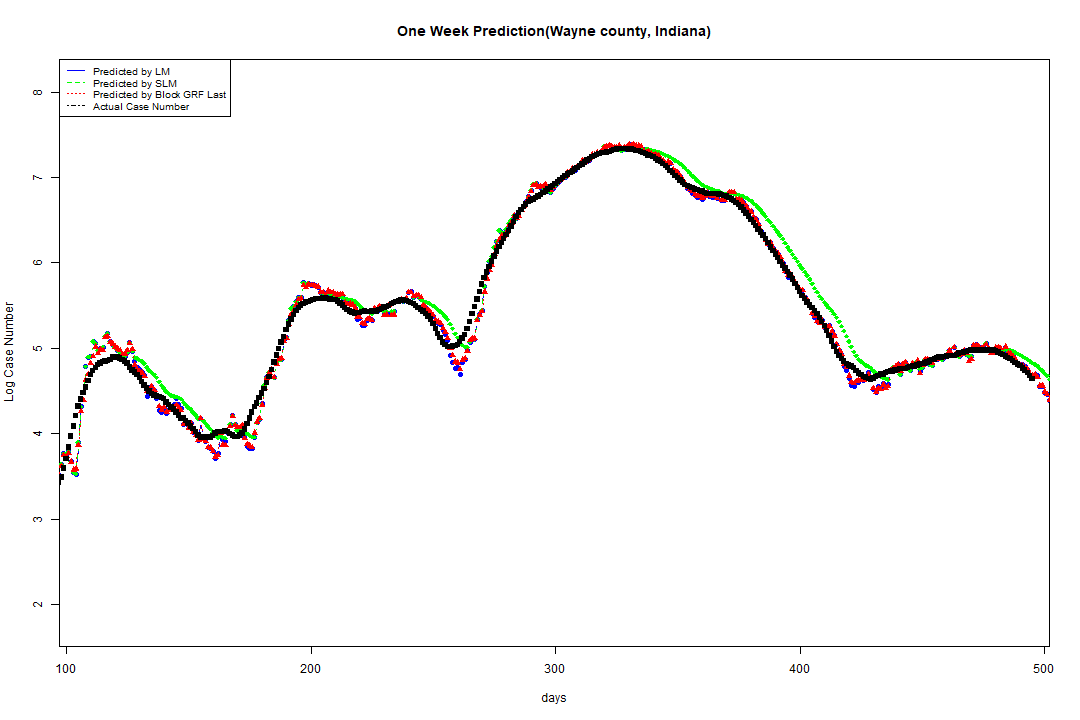 One Week Prediction(Wayne county, Indiana)
Predicted by LM
Predicted by SLM
Predicted by Block GRF Last
Actual Case Number
8
7
6
5
4
3
2
Log Case Number
100 200 300 400 500
days